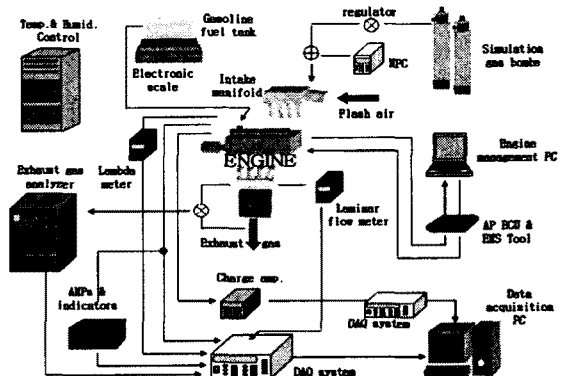 Temp.& Humid.
Control
Gasoline
fuel tank
Electronic
scale
regulator
MFC
Simulation
gas bombe
Intake
manifold
Flash air
ENGINE
Engine
management PC
Exhaust gas
analyzer
Lambda
meter
Laminar
flow meter
AP ECU &
EMS Tool
Exhaust gas
Charge amp.
AMPs &
indicators
DAQ system
Data
acquisition
PC
DAQ system